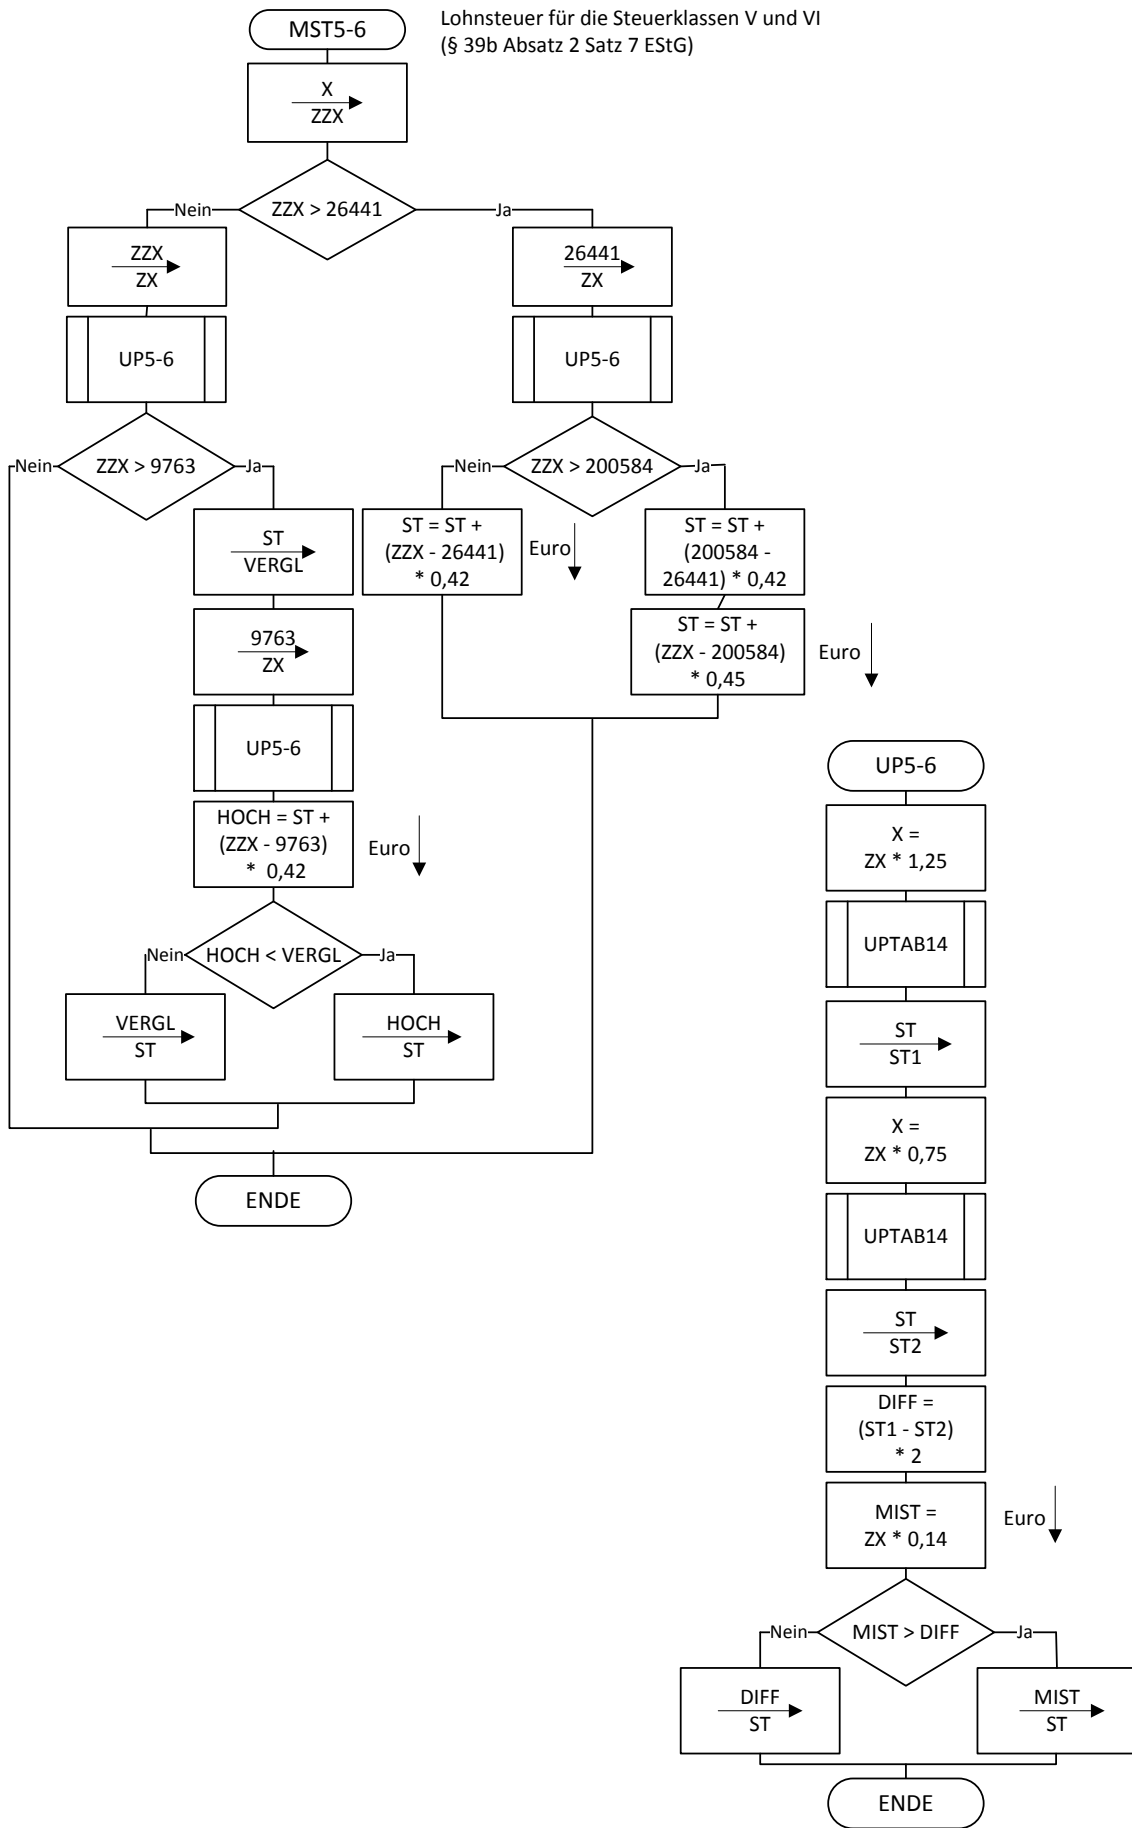 MST5-6
Lohnsteuer für die Steuerklassen V und VI
(§ 39b Absatz 2 Satz 7 EStG)
X
ZZX
Nein
ZZX > 26441
Ja
ZZX
ZX
26441
ZX
UP5-6
UP5-6
Nein
ZZX > 9763
Ja
Nein
ZZX > 200584
Ja
ST
VERGL
ST = ST +
(ZZX - 26441)
* 0,42
Euro
ST = ST +
(200584 -
26441) * 0,42
9763
ZX
ST = ST +
(ZZX - 200584)
* 0,45
Euro
UP5-6
HOCH = ST +
(ZZX - 9763)
* 0,42
Euro
Nein
HOCH < VERGL
Ja
VERGL
ST
HOCH
ST
ENDE
UP5-6
X =
ZX * 1,25
UPTAB14
ST
ST1
X =
ZX * 0,75
UPTAB14
ST
ST2
DIFF =
(ST1 - ST2)
* 2
MIST =
ZX * 0,14
Euro
Nein
MIST > DIFF
Ja
DIFF
ST
MIST
ST
ENDE